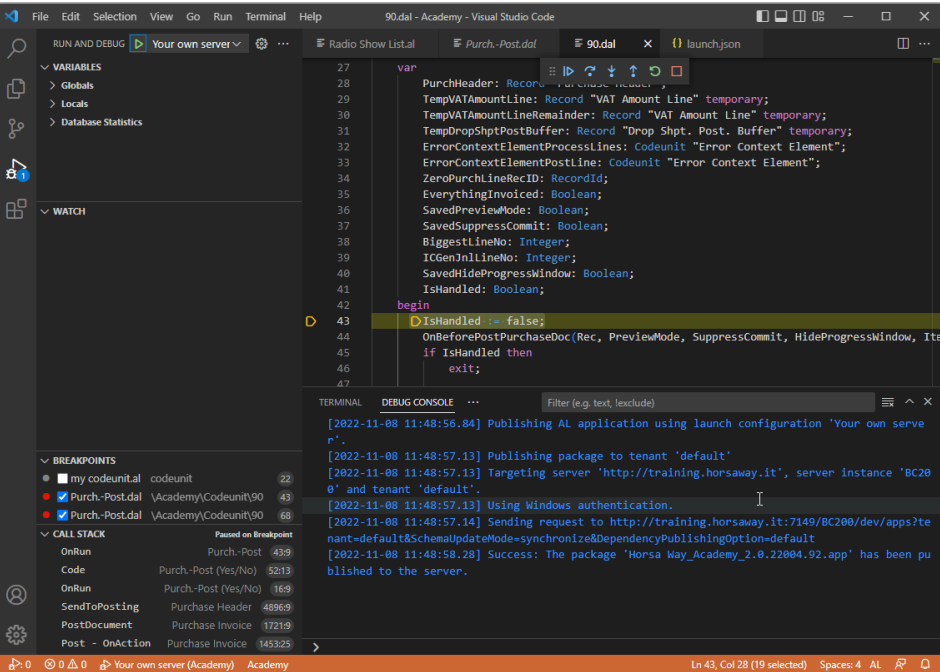 File Edit Selection View Go Run Terminal Help 90.dal - Academy - Visual Studio Code
RUN AND DEBUG Your own server
Radio Show List.al Purch.-Post.dal 90.dal {} launch.json
VARIABLES
Globals
Locals
Database Statistics
WATCH
BREAKPOINTS
my codeunit.al codeunit 22
Purch.-Post.dal \Academy\Codeunit\90 43
Purch.-Post.dal \Academy\Codeunit\90 68
CALL STACK Paused on Breakpoint
OnRun Purch.-Post 43:9
Code Purch.-Post (Yes/No) 52:13
OnRun Purch.-Post (Yes/No) 16:9
SendToPosting Purchase Header 4896:9
PostDocument Purchase Invoice 1721:9
Post - OnAction Purchase Invoice 1453:25
27 var
28 PurchHeader: Record "Purchase Header";
29 TempVATAmountLine: Record "VAT Amount Line" temporary;
30 TempVATAmountLineRemainder: Record "VAT Amount Line" temporary;
31 TempDropShptPostBuffer: Record "Drop Shpt. Post. Buffer" temporary;
32 ErrorContextElementProcessLines: Codeunit "Error Context Element";
33 ErrorContextElementPostLine: Codeunit "Error Context Element";
34 ZeroPurchLineRecID: RecordId;
35 EverythingInvoiced: Boolean;
36 SavedPreviewMode: Boolean;
37 SavedSuppressCommit: Boolean;
38 BiggestLineNo: Integer;
39 ICGenJnlLineNo: Integer;
40 SavedHideProgressWindow: Boolean;
41 IsHandled: Boolean;
42 begin
43 IsHandled := false;
44 OnBeforePostPurchaseDoc(Rec, PreviewMode, SuppressCommit, HideProgressWindow, Ite
45 if IsHandled then
46 exit;
47
TERMINAL DEBUG CONSOLE ··· Filter (e.g. text, !exclude)
[2022-11-08 11:48:56.84] Publishing AL application using launch configuration 'Your own serve
r'.
[2022-11-08 11:48:57.13] Publishing package to tenant 'default'
[2022-11-08 11:48:57.13] Targeting server 'http://training.horsaway.it', server instance 'BC20
0' and tenant 'default'.
[2022-11-08 11:48:57.13] Using Windows authentication.
[2022-11-08 11:48:57.14] Sending request to http://training.horsaway.it:7149/BC200/dev/apps?te
nant=default&SchemaUpdateMode=synchronize&DependencyPublishingOption=default
[2022-11-08 11:48:58.28] Success: The package 'Horsa Way_Academy_2.0.22004.92.app' has been pu
blished to the server.
0 0 0 Your own server (Academy) Academy Ln 43, Col 28 (19 selected) Spaces: 4 AL